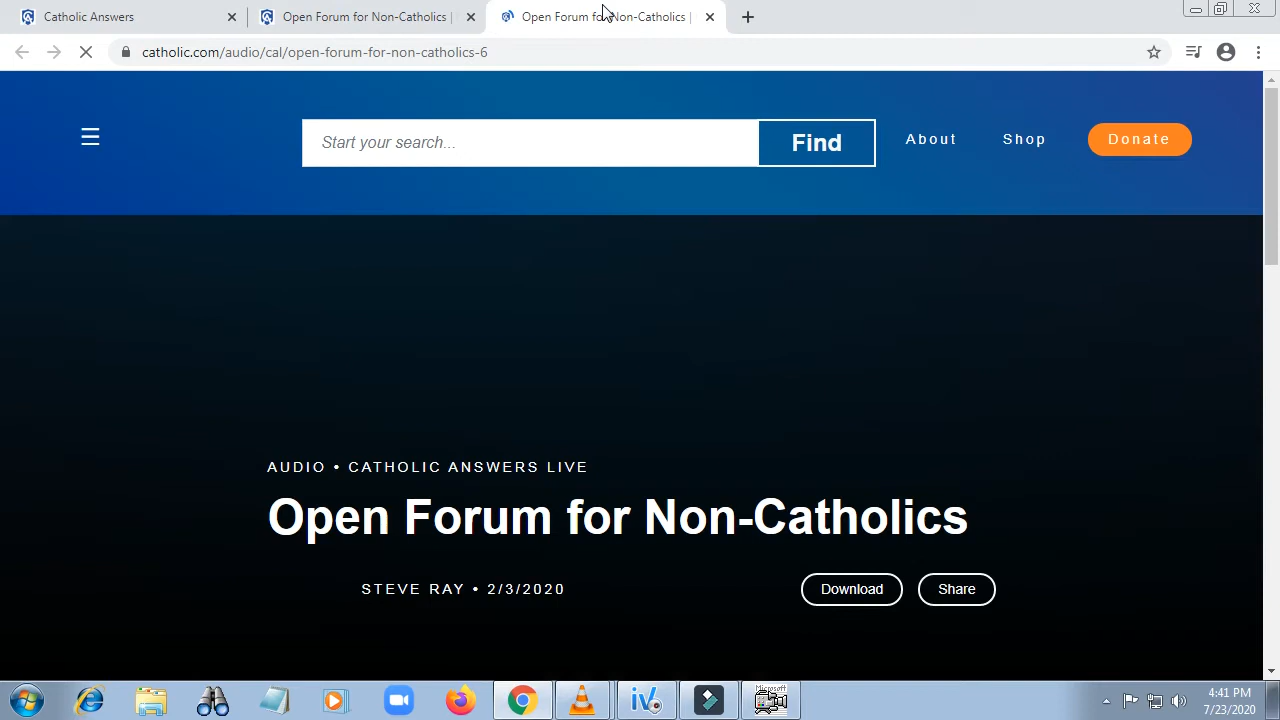 Catholic Answers
Open Forum for Non-Catholics |
Open Forum for Non-Catholics |
catholic.com/audio/cal/open-forum-for-non-catholics-6
Start your search...
Find
About
Shop
Donate
AUDIO • CATHOLIC ANSWERS LIVE
Open Forum for Non-Catholics
STEVE RAY • 2/3/2020
Download
Share
iV
Microsoft
4:41 PM
7/23/2020